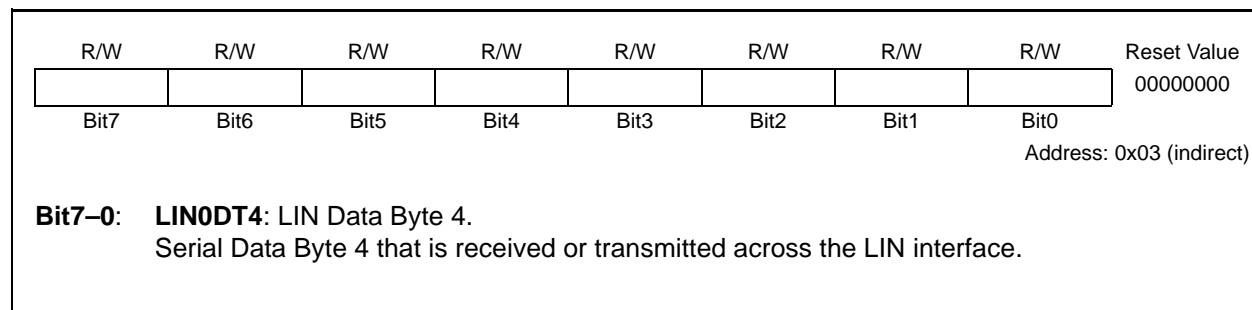 R/W R/W R/W R/W R/W R/W R/W R/W Reset Value
00000000
Bit7 Bit6 Bit5 Bit4 Bit3 Bit2 Bit1 Bit0
Address: 0x03 (indirect)
Bit7–0: LIN0DT4: LIN Data Byte 4.
Serial Data Byte 4 that is received or transmitted across the LIN interface.